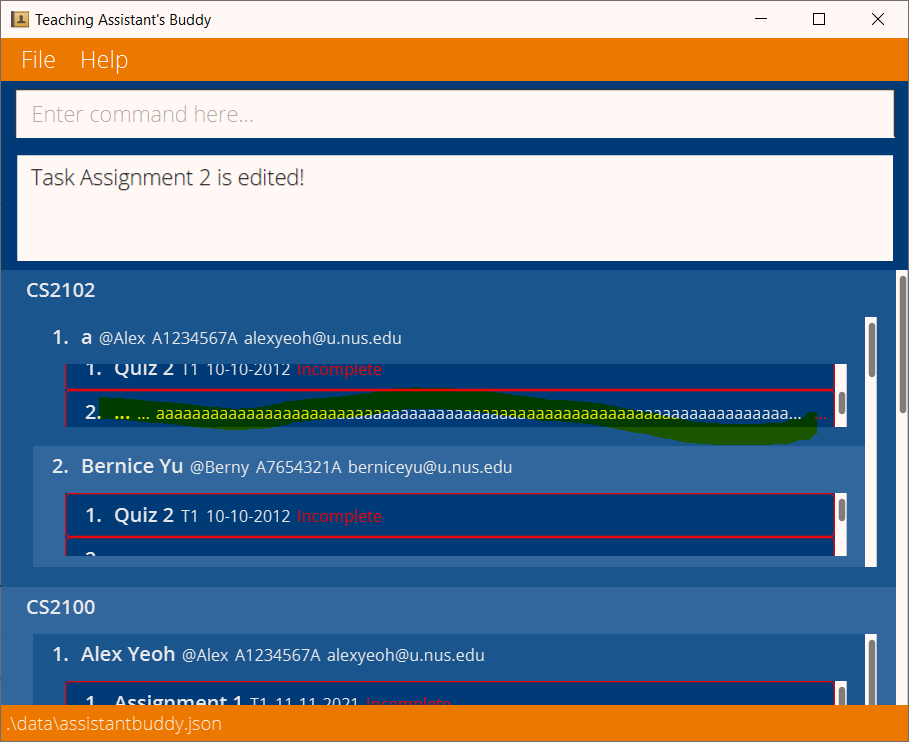 Teaching Assistant's Buddy
File Help
Enter command here...
Task Assignment 2 is edited!
CS2102
1. a @Alex A1234567A alexyeoh@u.nus.edu
1. Quiz 2 T1 10-10-2012 Incomplete
2. ... ... aaaaaaaaaaaaaaaaaaaaaaaaaaaaaaaaaaaaaaaaaaaaaaaaaaaaaaaaaaaaaaaaaaaaaa... ...
2. Bernice Yu @Berny A7654321A berniceyu@u.nus.edu
1. Quiz 2 T1 10-10-2012 Incomplete
2.
CS2100
1. Alex Yeoh @Alex A1234567A alexyeoh@u.nus.edu
1. Assignment 1 T1 11-11-2021 Incomplete
.\data\assistantbuddy.json